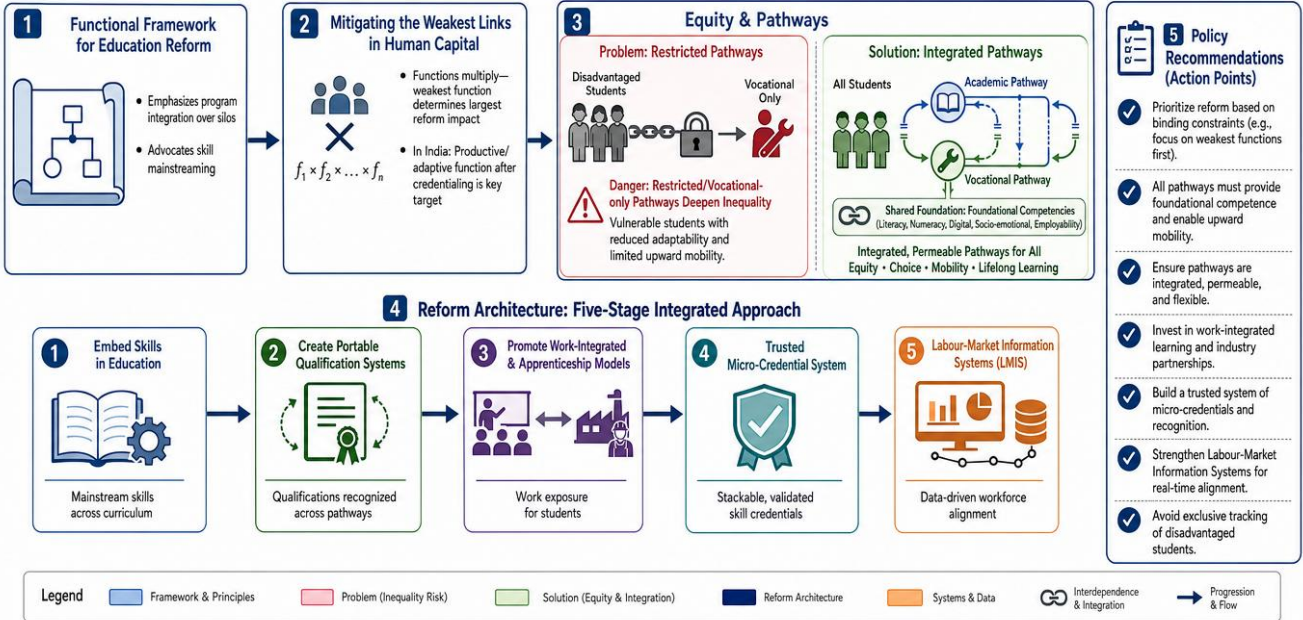 1
Functional Framework
for Education Reform
• Emphasizes program
integration over silos
• Advocates skill
mainstreaming
2
Mitigating the Weakest Links
in Human Capital
f₁ × f₂ × ... × fₙ
• Functions multiply—
weakest function
determines largest
reform impact
• In India: Productive/
adaptive function after
credentialing is key
target
3
Equity & Pathways
Problem: Restricted Pathways
Disadvantaged
Students
Vocational
Only
Danger: Restricted/Vocational-
only Pathways Deepen Inequality
Vulnerable students with
reduced adaptability and
limited upward mobility.
Solution: Integrated Pathways
All Students
Academic Pathway
Vocational Pathway
Shared Foundation: Foundational Competencies
(Literacy, Numeracy, Digital, Socio-emotional, Employability)
Integrated, Permeable Pathways for All
Equity • Choice • Mobility • Lifelong Learning
4 Reform Architecture: Five-Stage Integrated Approach
1
Embed Skills
in Education
Mainstream skills
across curriculum
2
Create Portable
Qualification Systems
Qualifications recognized
across pathways
3
Promote Work-Integrated
& Apprenticeship Models
Work exposure
for students
4
Trusted
Micro-Credential System
Stackable, validated
skill credentials
5
Labour-Market Information
Systems (LMIS)
Data-driven workforce
alignment
5 Policy
Recommendations
(Action Points)
Prioritize reform based on
binding constraints (e.g.,
focus on weakest functions
first).
All pathways must provide
foundational competence
and enable upward
mobility.
Ensure pathways are
integrated, permeable,
and flexible.
Invest in work-integrated
learning and industry
partnerships.
Build a trusted system of
micro-credentials and
recognition.
Strengthen Labour-Market
Information Systems for
real-time alignment.
Avoid exclusive tracking
of disadvantaged
students.
Legend
Framework & Principles
Problem (Inequality Risk)
Solution (Equity & Integration)
Reform Architecture
Systems & Data
Interdependence
& Integration
Progression
& Flow